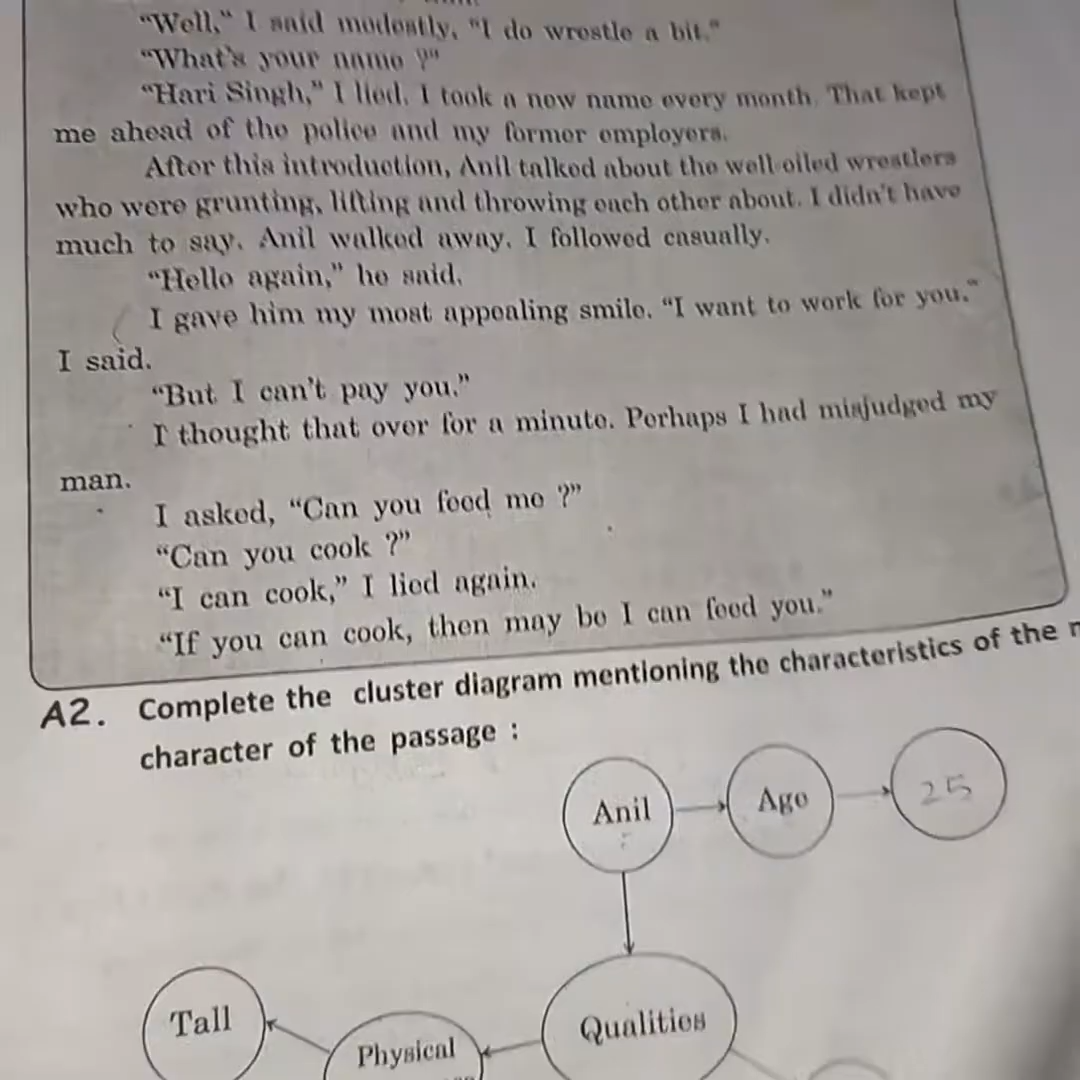 "Well," I said modestly, "I do wrestle a bit."
"What's your name ?"
"Hari Singh," I lied. I took a new name every month. That kept
me ahead of the police and my former employers.
After this introduction, Anil talked about the well-oiled wrestlers
who were grunting, lifting and throwing each other about. I didn't have
much to say. Anil walked away. I followed casually.
"Hello again," he said.
I gave him my most appealing smile. "I want to work for you."
I said.
"But I can't pay you."
I thought that over for a minute. Perhaps I had misjudged my
man.
I asked, "Can you feed me ?"
"Can you cook ?"
"I can cook," I lied again.
"If you can cook, then may be I can feed you."
A2. Complete the cluster diagram mentioning the characteristics of the
character of the passage :
Anil
Age
25
Tall
Qualities
Physical